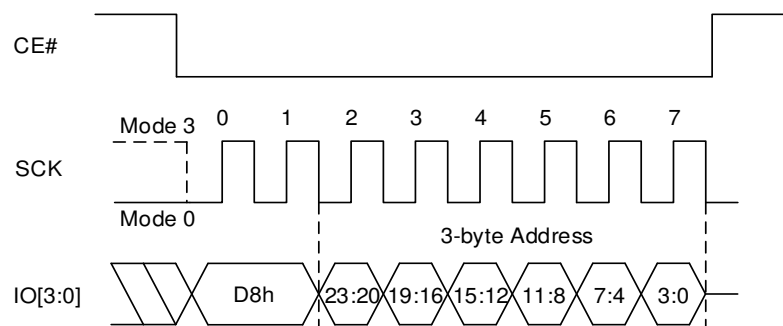 CE#
Mode 3 0 1 2 3 4 5 6 7
SCK
Mode 0
3-byte Address
IO[3:0] D8h 23:20 19:16 15:12 11:8 7:4 3:0